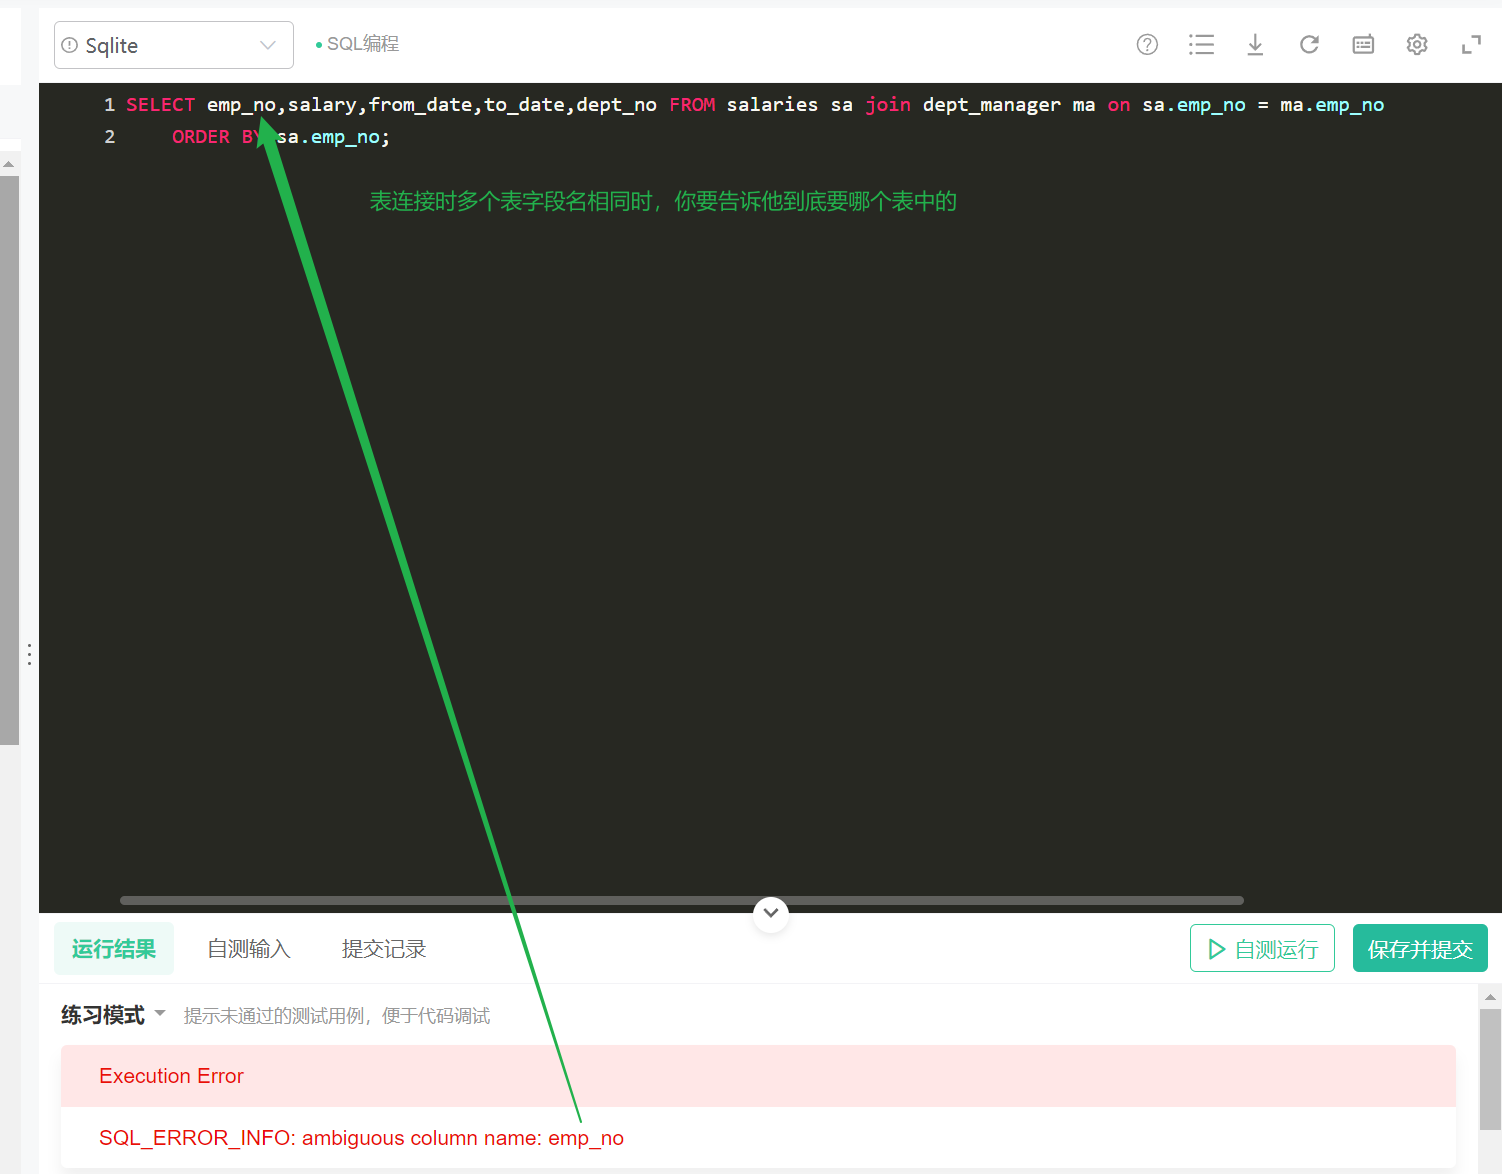 Sqlite
SQL编程
1 SELECT emp_no,salary,from_date,to_date,dept_no FROM salaries sa join dept_manager ma on sa.emp_no = ma.emp_no
2 ORDER BY sa.emp_no;
表连接时多个表字段名相同时，你要告诉他到底要哪个表中的
运行结果 自测输入 提交记录 自测运行 保存并提交
练习模式 提示未通过的测试用例，便于代码调试
Execution Error
SQL_ERROR_INFO: ambiguous column name: emp_no